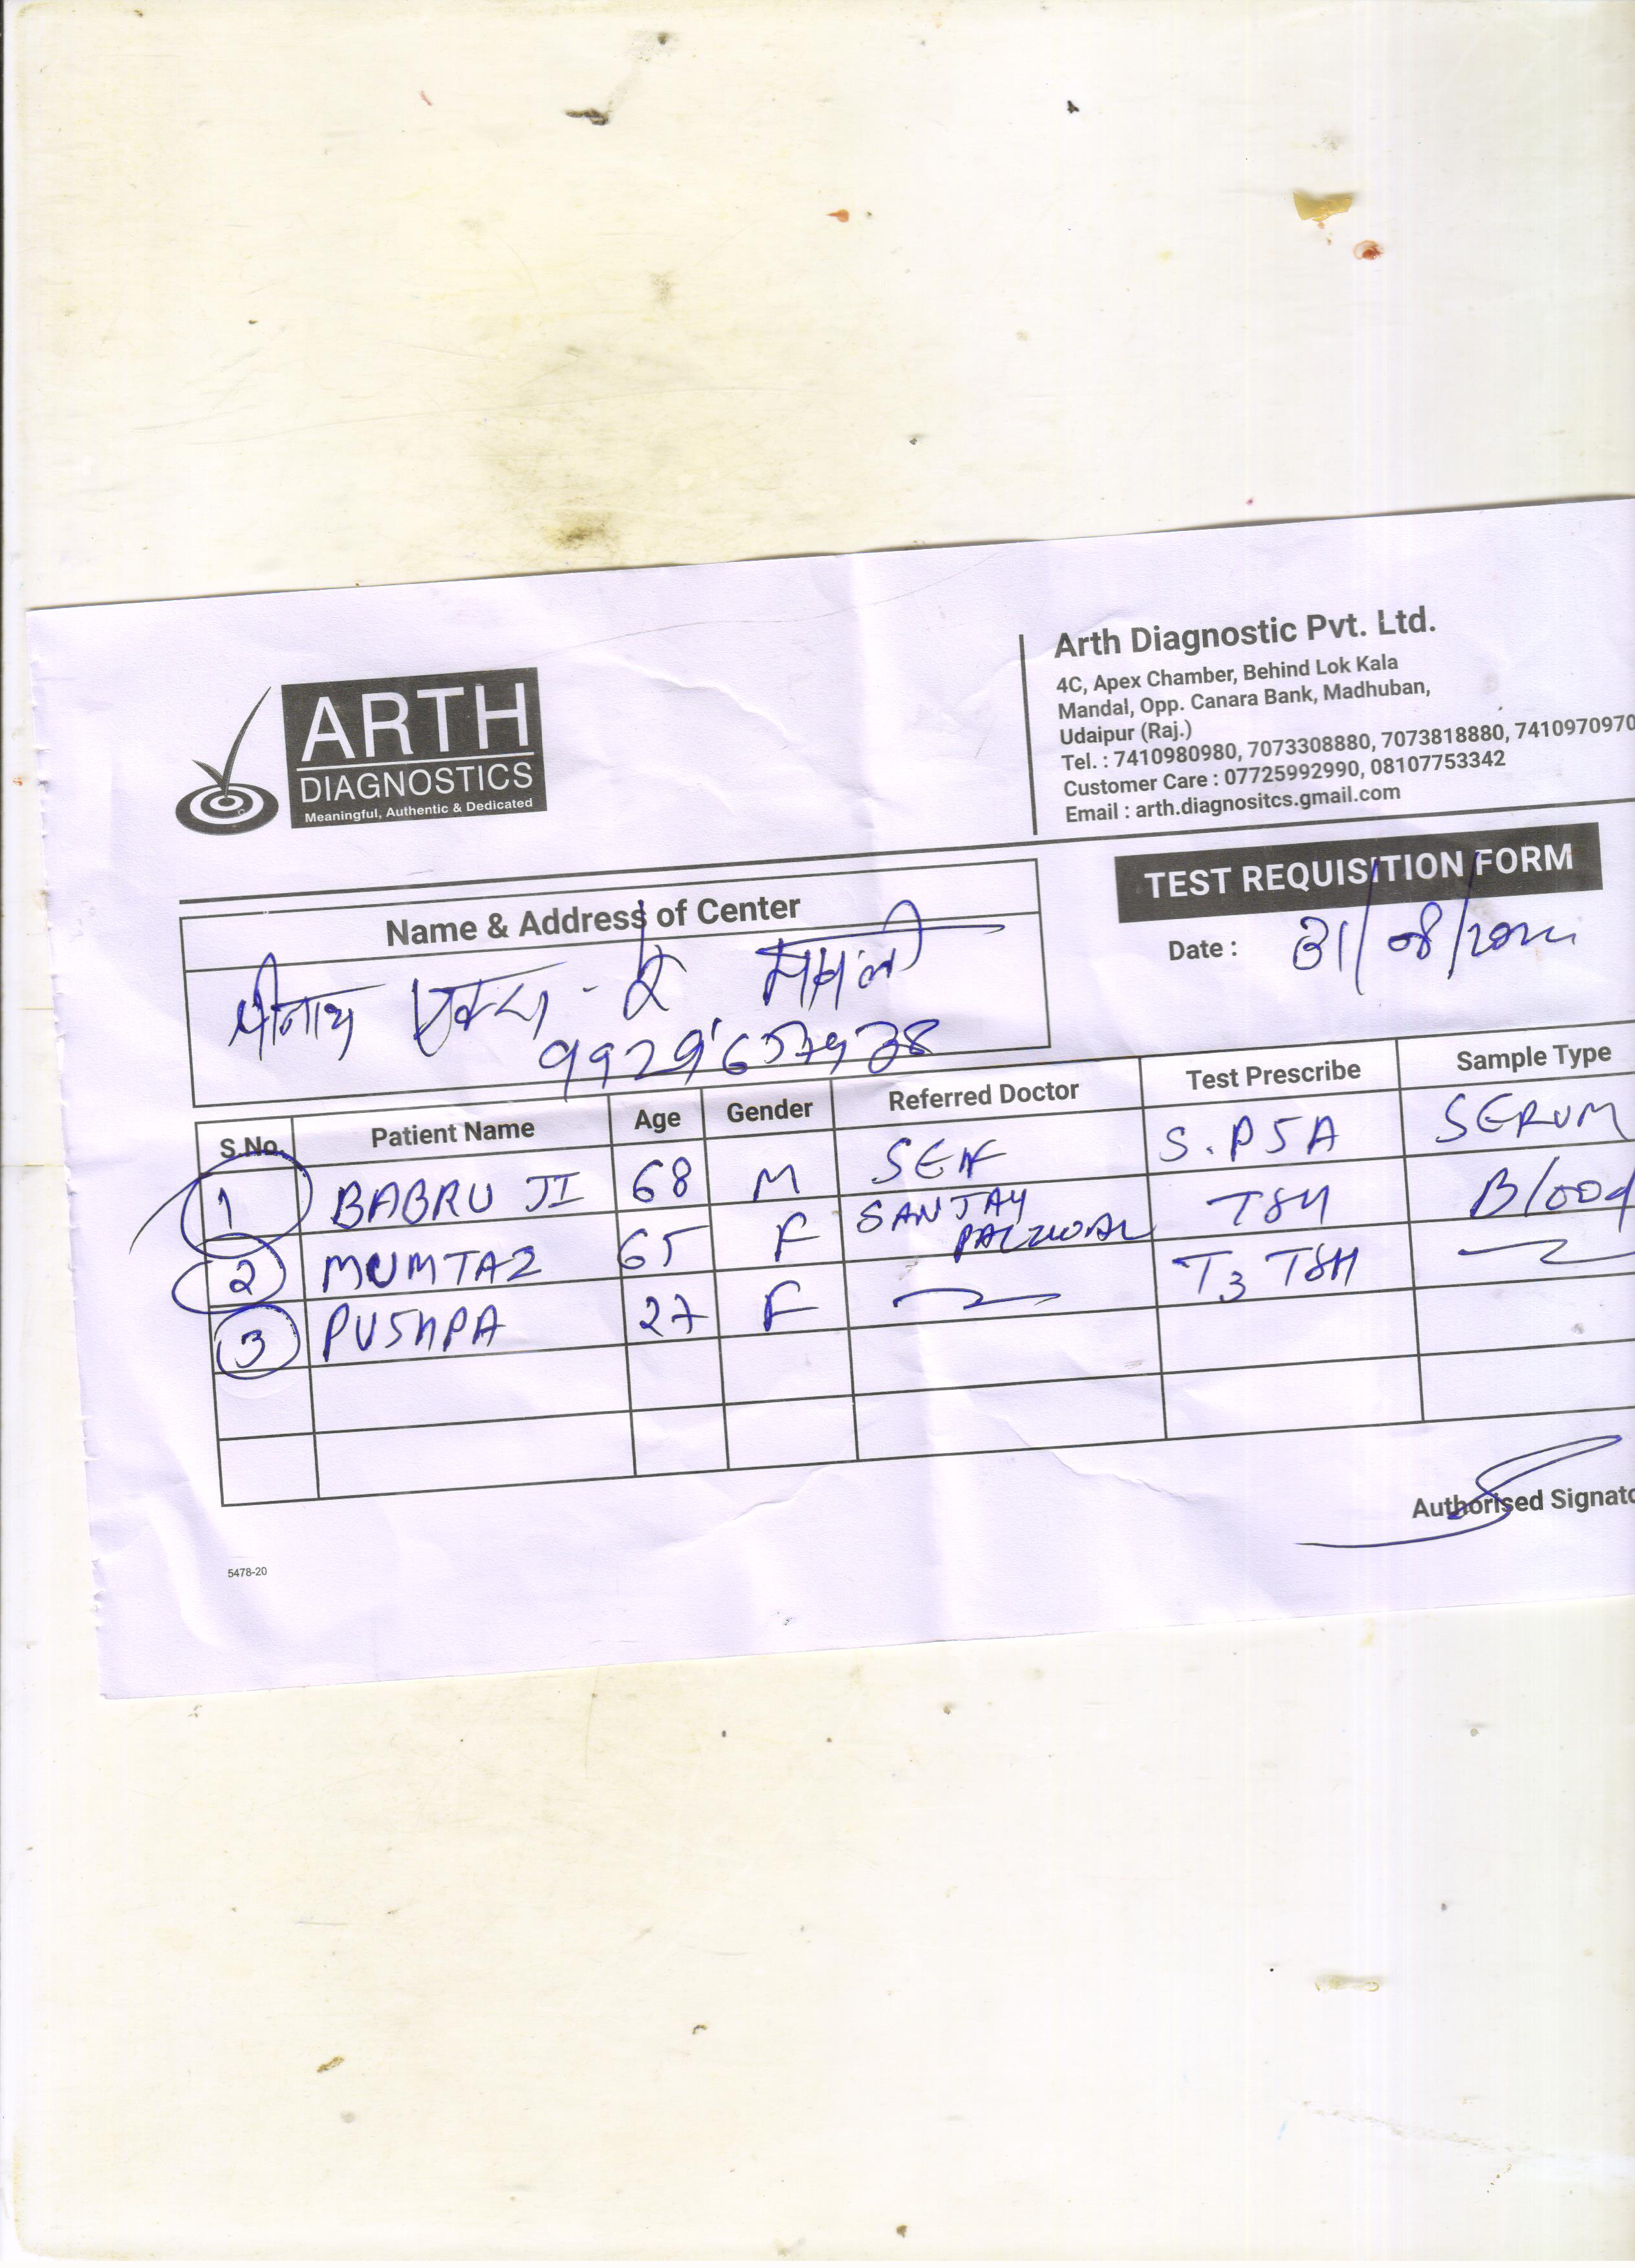 ARTH
DIAGNOSTICS
Meaningful, Authentic & Dedicated
Arth Diagnostic Pvt. Ltd.
4C, Apex Chamber, Behind Lok Kala
Mandal, Opp. Canara Bank, Madhuban,
Udaipur (Raj.)
Tel. : 7410980980, 7073308880, 7073818880, 7410970970
Customer Care : 07725992990, 08107753342
Email : arth.diagnositcs.gmail.com
TEST REQUISITION FORM
Name & Address of Center
Date : 31/08/
श्रीनाथ एक्स - रे
S.No. Patient Name Age Gender Referred Doctor Test Prescribe Sample Type
1 BABRU JI 68 M SEN S.PSA SERUM
2 MUMTAZ 65 F SANJAY TSH Blood
3 PUSHPA 27 F T3 TSH
Authorised Signato
5478-20